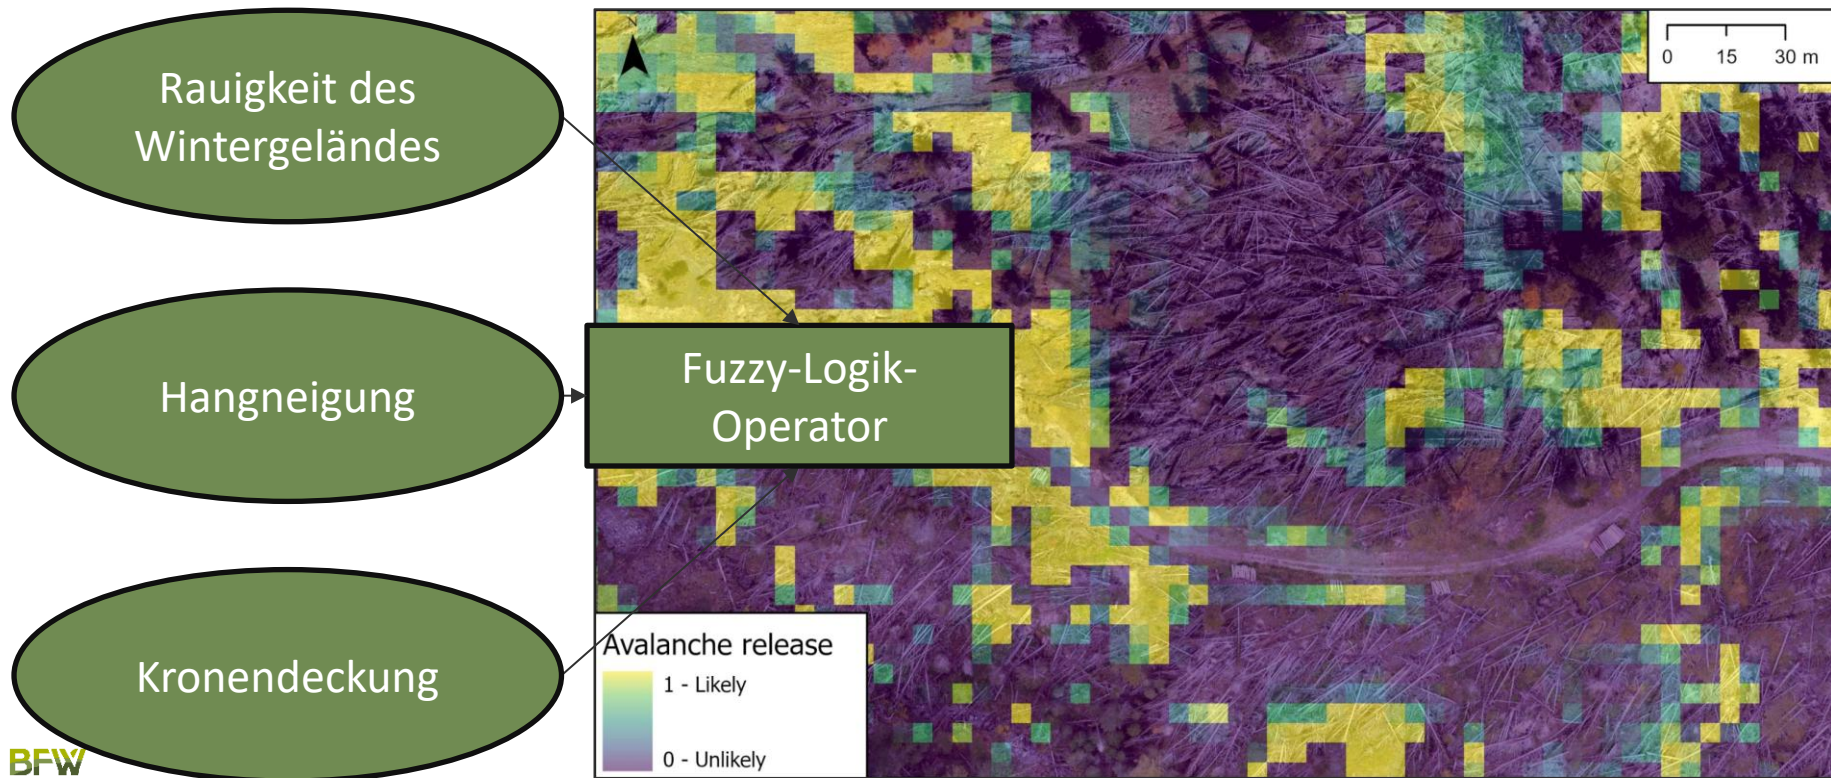 Rauigkeit des
Wintergeländes
Hangneigung
Kronendeckung
Fuzzy-Logik-
Operator
0 15 30 m
Avalanche release
1 - Likely
0 - Unlikely
BFW